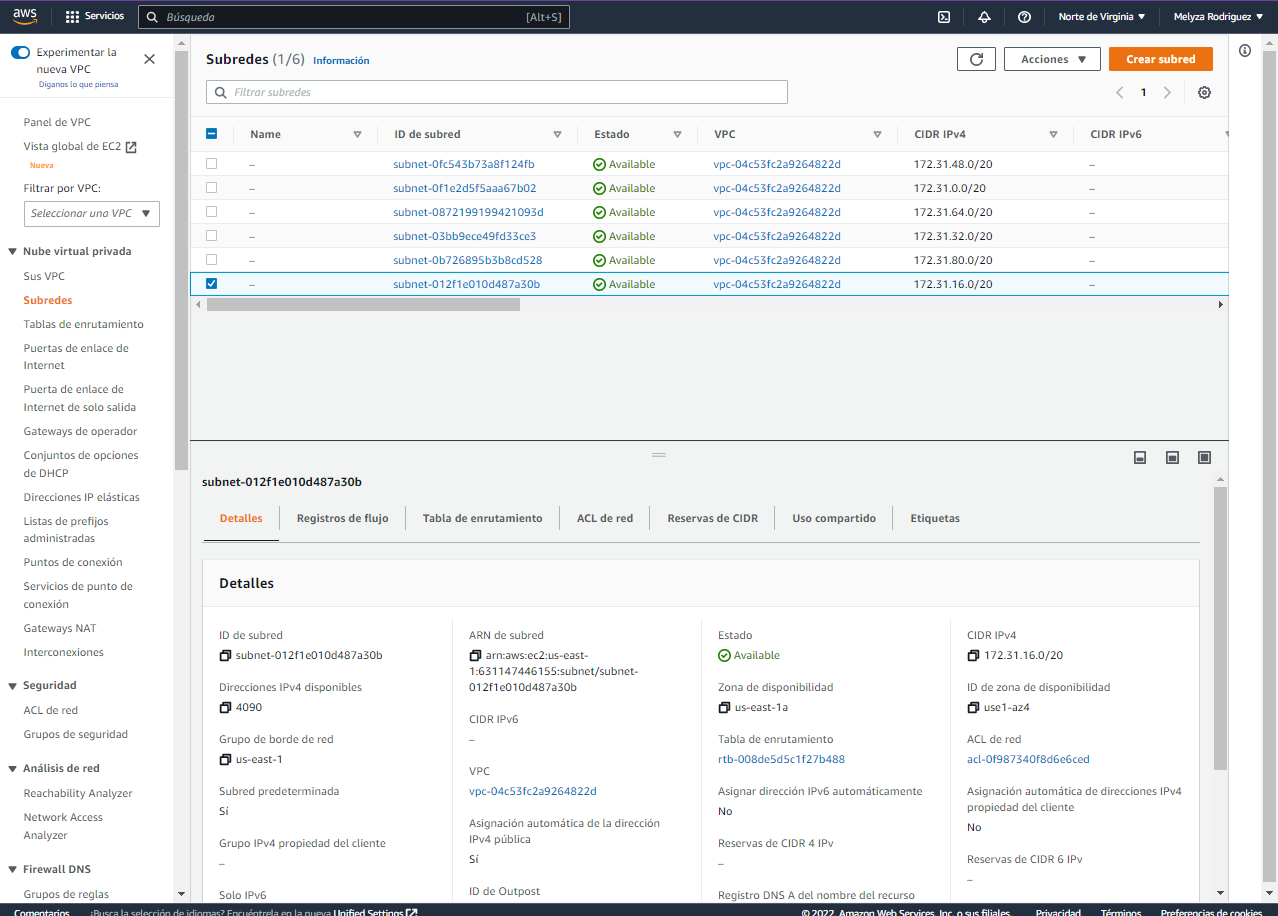 aws
Servicios
Búsqueda
[Alt+S]
Norte de Virginia ▼
Melyza Rodriguez ▼
Experimentar la
nueva VPC
Díganos lo que piensa
Panel de VPC
Vista global de EC2
Nueva
Filtrar por VPC:
Seleccionar una VPC
Nube virtual privada
Sus VPC
Subredes
Tablas de enrutamiento
Puertas de enlace de
Internet
Puerta de enlace de
Internet de solo salida
Gateways de operador
Conjuntos de opciones
de DHCP
Direcciones IP elásticas
Listas de prefijos
administradas
Puntos de conexión
Servicios de punto de
conexión
Gateways NAT
Interconexiones
Seguridad
ACL de red
Grupos de seguridad
Análisis de red
Reachability Analyzer
Network Access
Analyzer
Firewall DNS
Grupos de reglas
Subredes (1/6) Información
Acciones ▼
Crear subred
Filtrar subredes
1
Name ID de subred Estado VPC CIDR IPv4 CIDR IPv6
– subnet-0fc543b73a8f124fb Available vpc-04c53fc2a9264822d 172.31.48.0/20 –
– subnet-0f1e2d5f5aaa67b02 Available vpc-04c53fc2a9264822d 172.31.0.0/20 –
– subnet-0872199199421093d Available vpc-04c53fc2a9264822d 172.31.64.0/20 –
– subnet-03bb9ece49fd33ce3 Available vpc-04c53fc2a9264822d 172.31.32.0/20 –
– subnet-0b726895b3b8cd528 Available vpc-04c53fc2a9264822d 172.31.80.0/20 –
– subnet-012f1e010d487a30b Available vpc-04c53fc2a9264822d 172.31.16.0/20 –
subnet-012f1e010d487a30b
Detalles Registros de flujo Tabla de enrutamiento ACL de red Reservas de CIDR Uso compartido Etiquetas
Detalles
ID de subred
subnet-012f1e010d487a30b
Direcciones IPv4 disponibles
4090
Grupo de borde de red
us-east-1
Subred predeterminada
Sí
Grupo IPv4 propiedad del cliente
–
Solo IPv6
ARN de subred
arn:aws:ec2:us-east-
1:631147446155:subnet/subnet-
012f1e010d487a30b
CIDR IPv6
–
VPC
vpc-04c53fc2a9264822d
Asignación automática de la dirección
IPv4 pública
Sí
ID de Outpost
Estado
Available
Zona de disponibilidad
us-east-1a
Tabla de enrutamiento
rtb-008de5d5c1f27b488
Asignar dirección IPv6 automáticamente
No
Reservas de CIDR 4 IPv
–
Registro DNS A del nombre del recurso
CIDR IPv4
172.31.16.0/20
ID de zona de disponibilidad
use1-az4
ACL de red
acl-0f987340f8d6e6ced
Asignación automática de direcciones IPv4
propiedad del cliente
No
Reservas de CIDR 6 IPv
–
Comentarios
¿Busca la selección de idiomas? Encuéntrela en la nueva Unified Settings
© 2022, Amazon Web Services, Inc. o sus filiales.
Privacidad
Términos
Preferencias de cookies